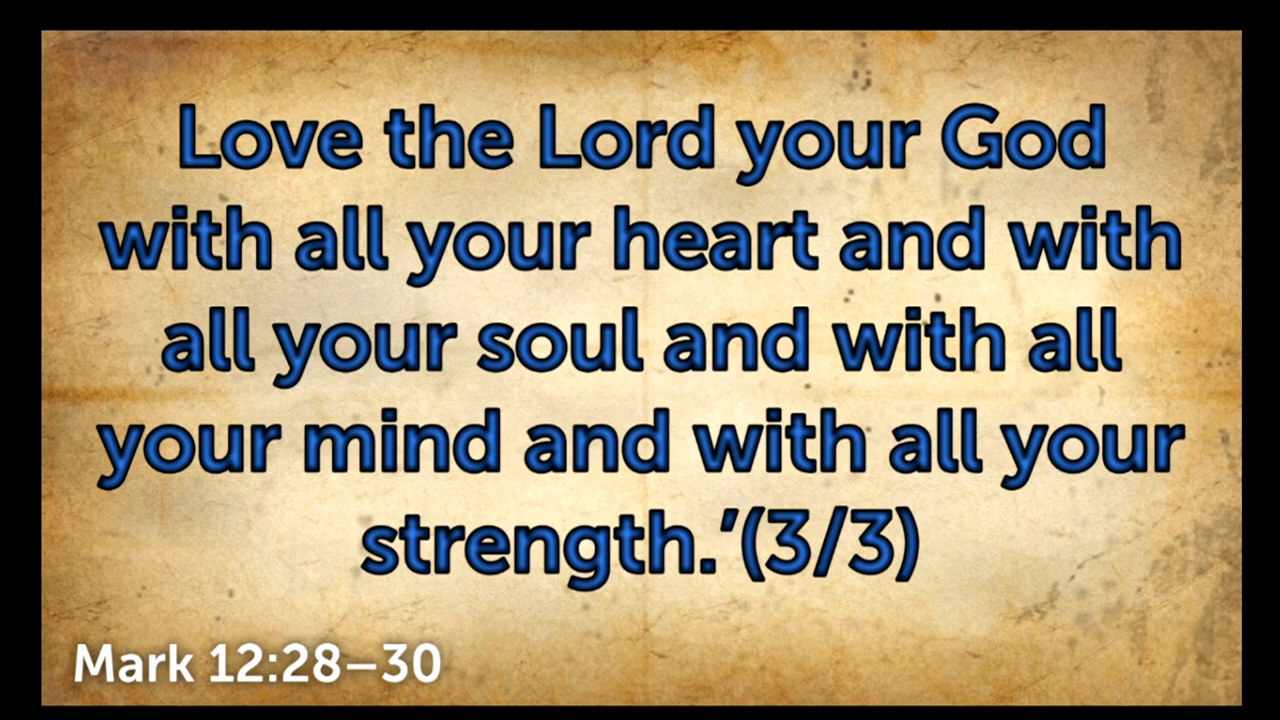 Love the Lord your God
with all your heart and with
all your soul and with all
your mind and with all your
strength.’(3/3)
Mark 12:28–30